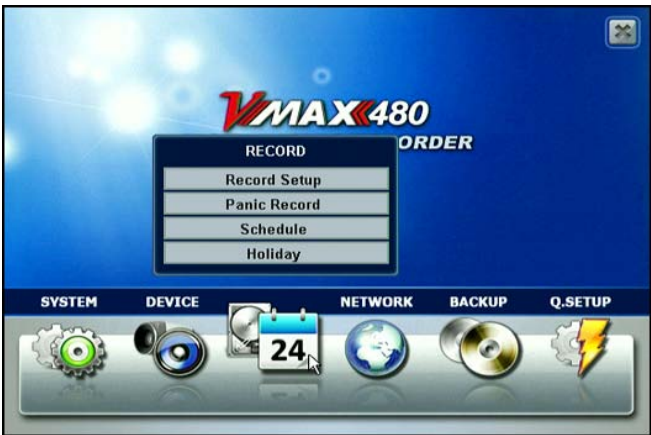 VMAX480
ORDER
RECORD
Record Setup
Panic Record
Schedule
Holiday
SYSTEM DEVICE NETWORK BACKUP Q.SETUP
24